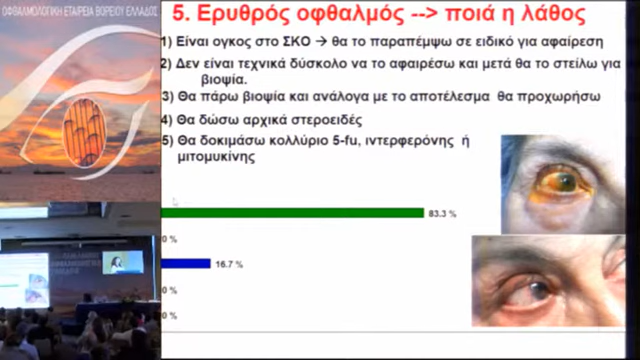 ΟΦΘΑΛΜΟΛΟΓΙΚΗ ΕΤΑΙΡΕΙΑ ΒΟΡΕΙΟΥ ΕΛΛΑΔΟΣ
5. Ερυθρός οφθαλμός --> ποιά η λάθος
1) Είναι ογκος στο ΣΚΟ → θα το παραπέμψω σε ειδικό για αφαίρεση
2) Δεν είναι τεχνικά δύσκολο να το αφαιρέσω και μετά θα το στείλω για
βιοψία.
3) Θα πάρω βιοψία και ανάλογα με το αποτέλεσμα θα προχωρήσω
4) Θα δώσω αρχικά στεροειδές
5) Θα δοκιμάσω κολλύριο 5-fu, ιντερφερόνης ή
μιτομυκίνης
83.3 %
0 %
16.7 %
0 %
0 %